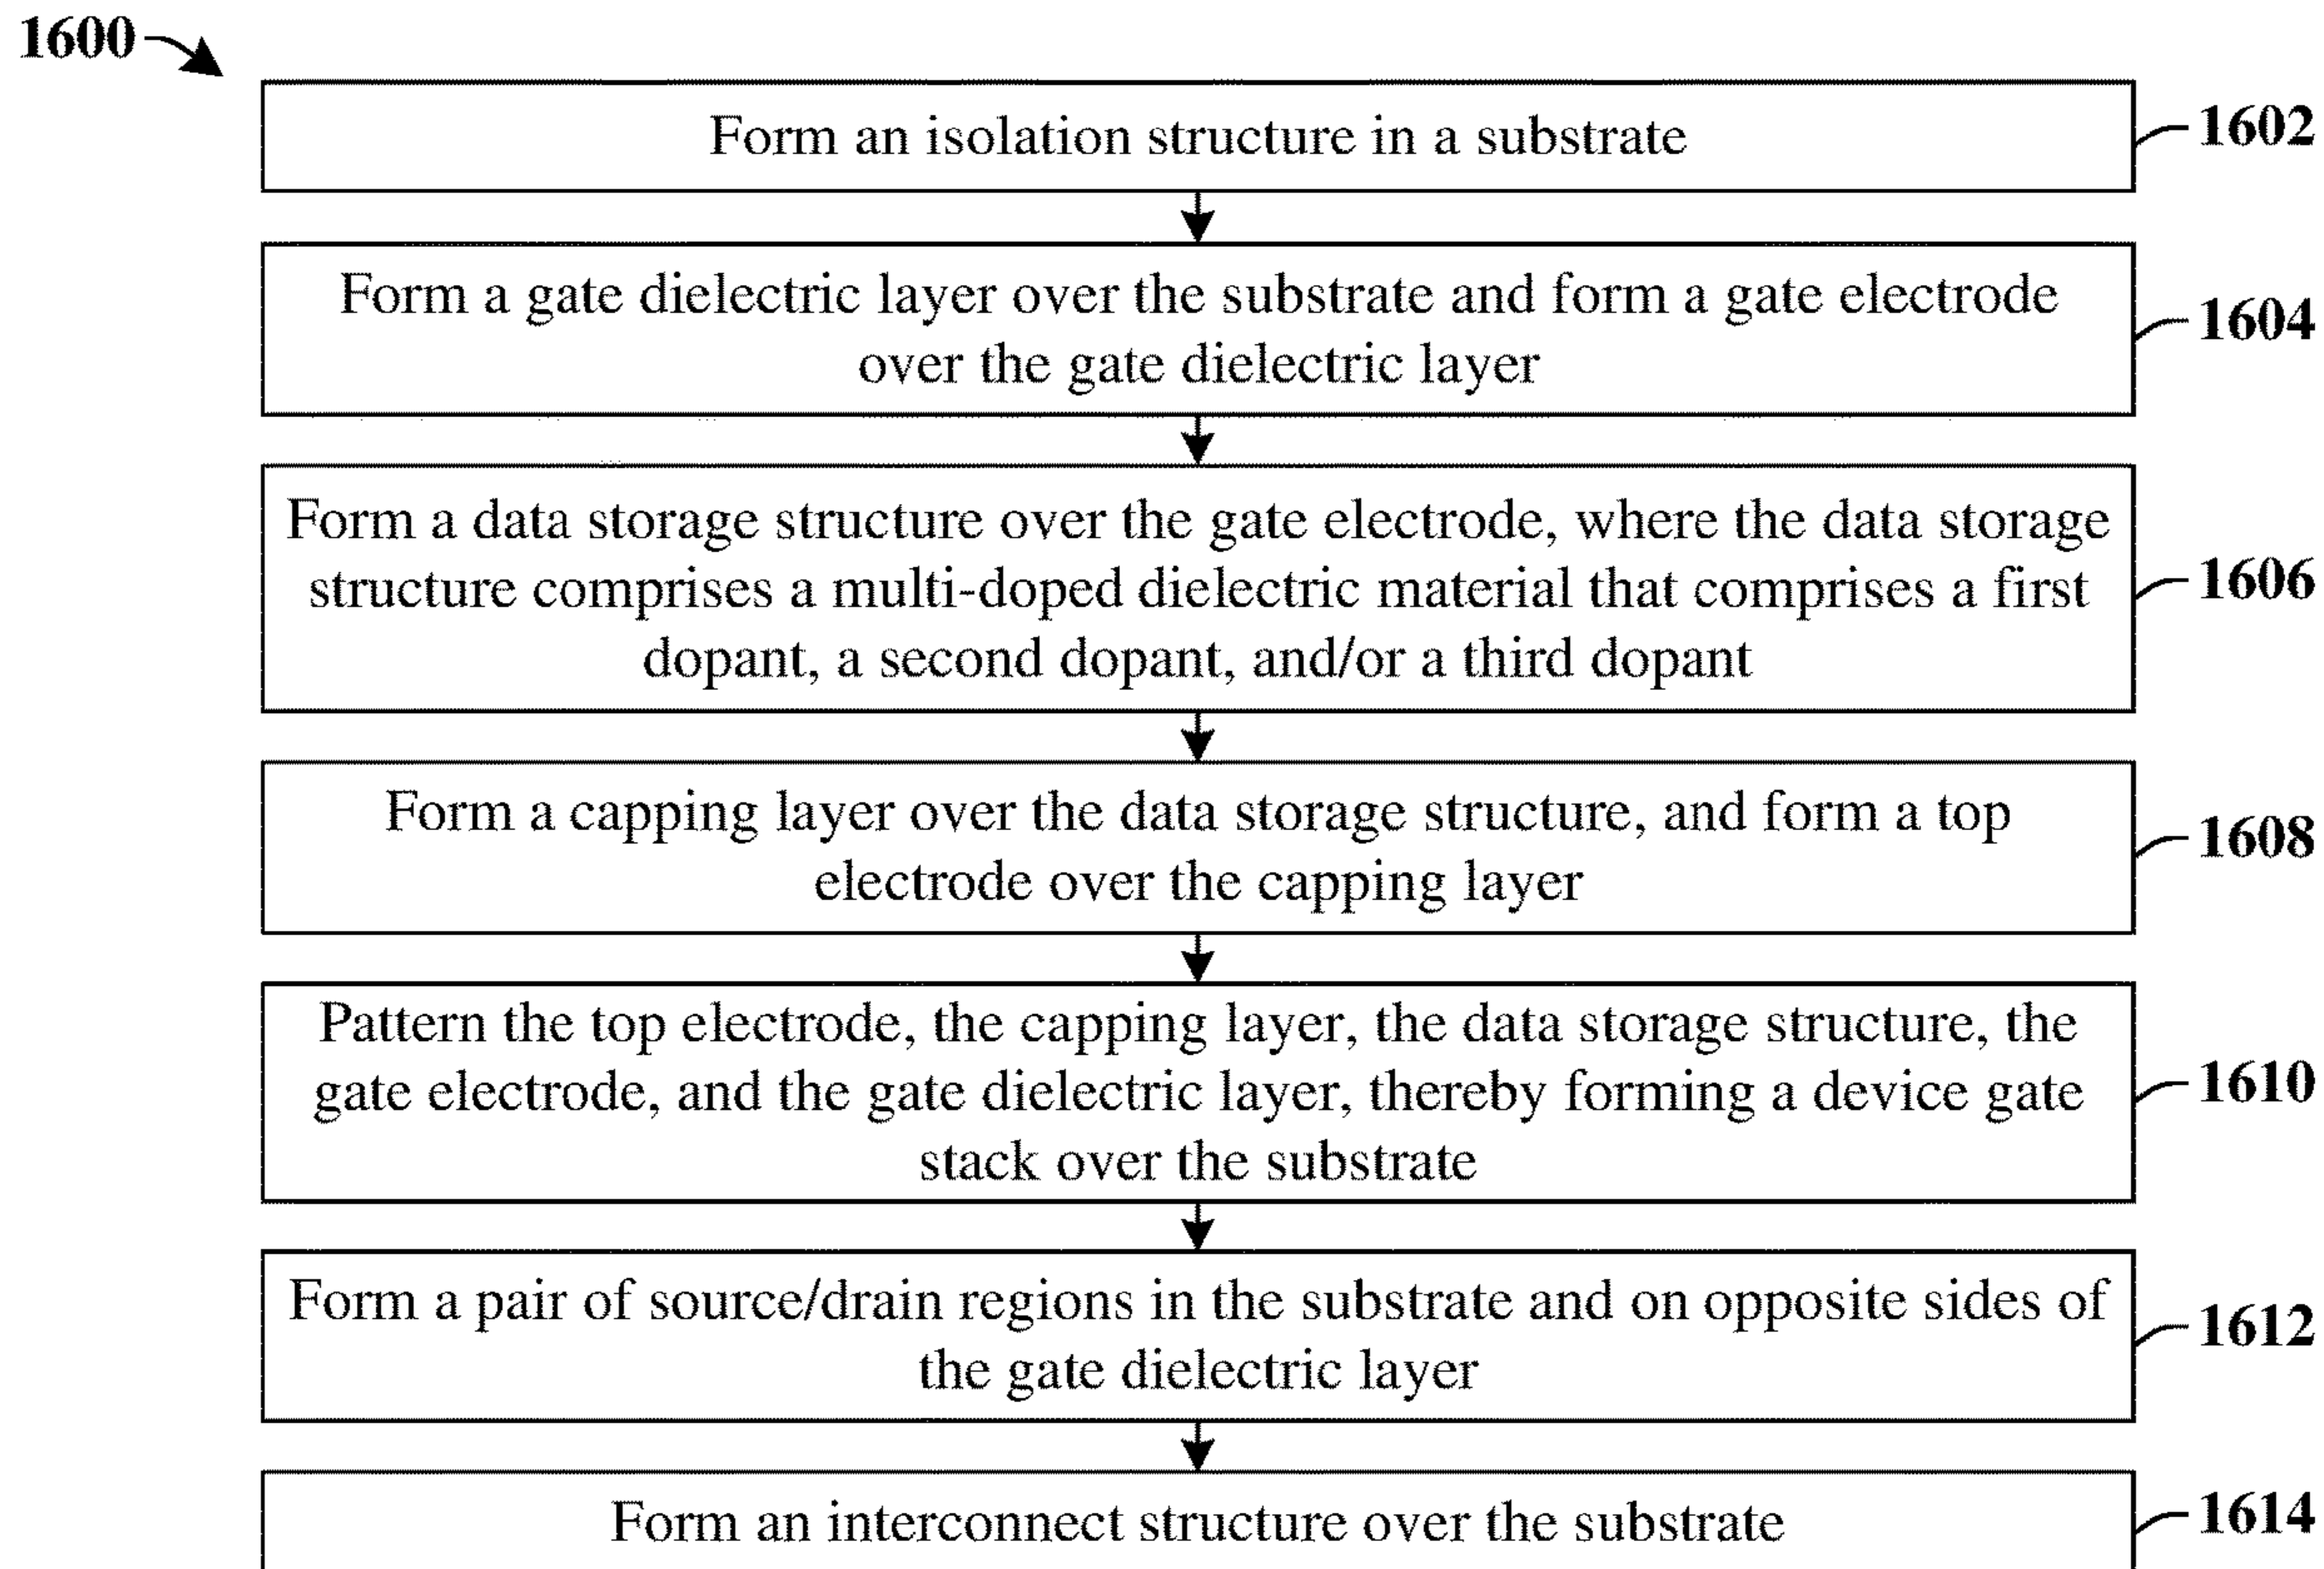 1600
Form an isolation structure in a substrate
1602
Form a gate dielectric layer over the substrate and form a gate electrode
over the gate dielectric layer
1604
Form a data storage structure over the gate electrode, where the data storage
structure comprises a multi-doped dielectric material that comprises a first
dopant, a second dopant, and/or a third dopant
1606
Form a capping layer over the data storage structure, and form a top
electrode over the capping layer
1608
Pattern the top electrode, the capping layer, the data storage structure, the
gate electrode, and the gate dielectric layer, thereby forming a device gate
stack over the substrate
1610
Form a pair of source/drain regions in the substrate and on opposite sides of
the gate dielectric layer
1612
Form an interconnect structure over the substrate
1614